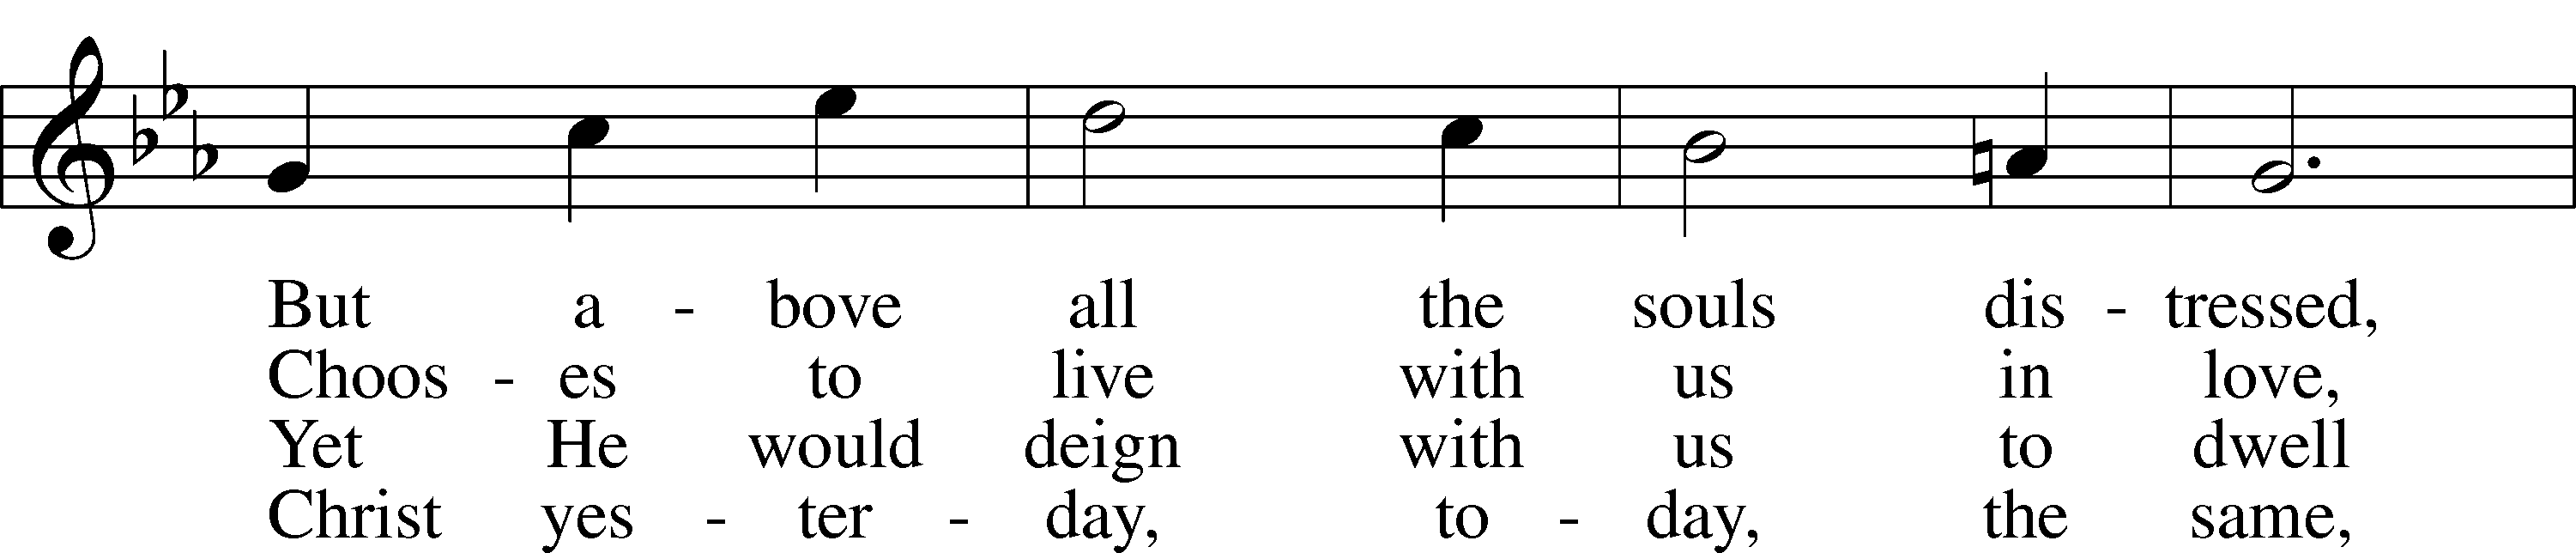 But a - bove all the souls dis - tressed,
Choos - es to live with us in love,
Yet He would deign with us to dwell
Christ yes - ter - day, to - day, the same,